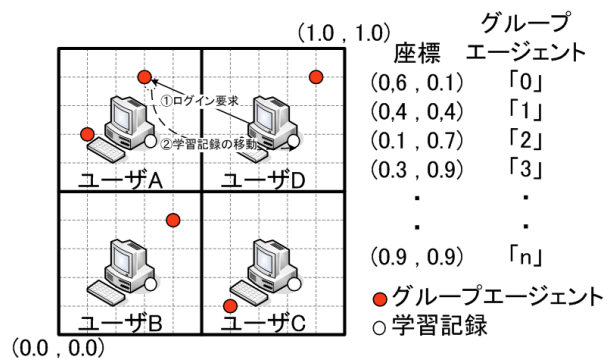 (1.0 , 1.0)
①ログイン要求
②学習記録の移動
ユーザA
ユーザD
ユーザB
ユーザC
(0.0 , 0.0)
グループ
座標 エージェント
(0,6 , 0.1) 「0」
(0,4 , 0,4) 「1」
(0.1 , 0.7) 「2」
(0.3 , 0.9) 「3」
・ ・
・ ・
(0.9 , 0.9) 「n」
グループエージェント
学習記録